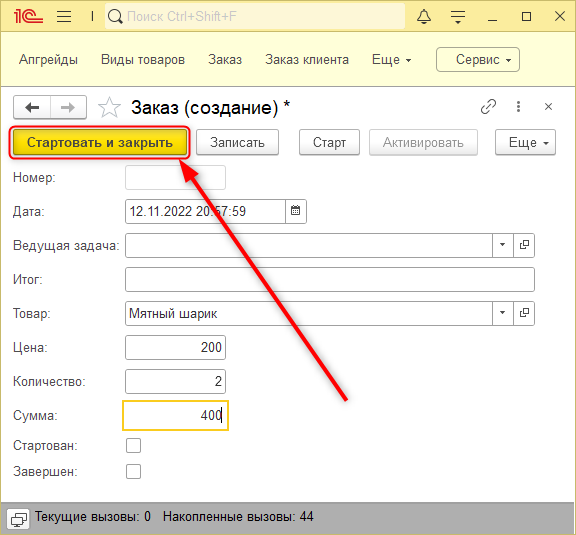 1С Поиск Ctrl+Shift+F
Апгрейды Виды товаров Заказ Заказ клиента Еще Сервис
Заказ (создание) *
Стартовать и закрыть Записать Старт Активировать Еще
Номер:
Дата: 12.11.2022 20:57:59
Ведущая задача:
Итог:
Товар: Мятный шарик
Цена: 200
Количество: 2
Сумма: 400
Стартован:
Завершен:
Текущие вызовы: 0 Накопленные вызовы: 44